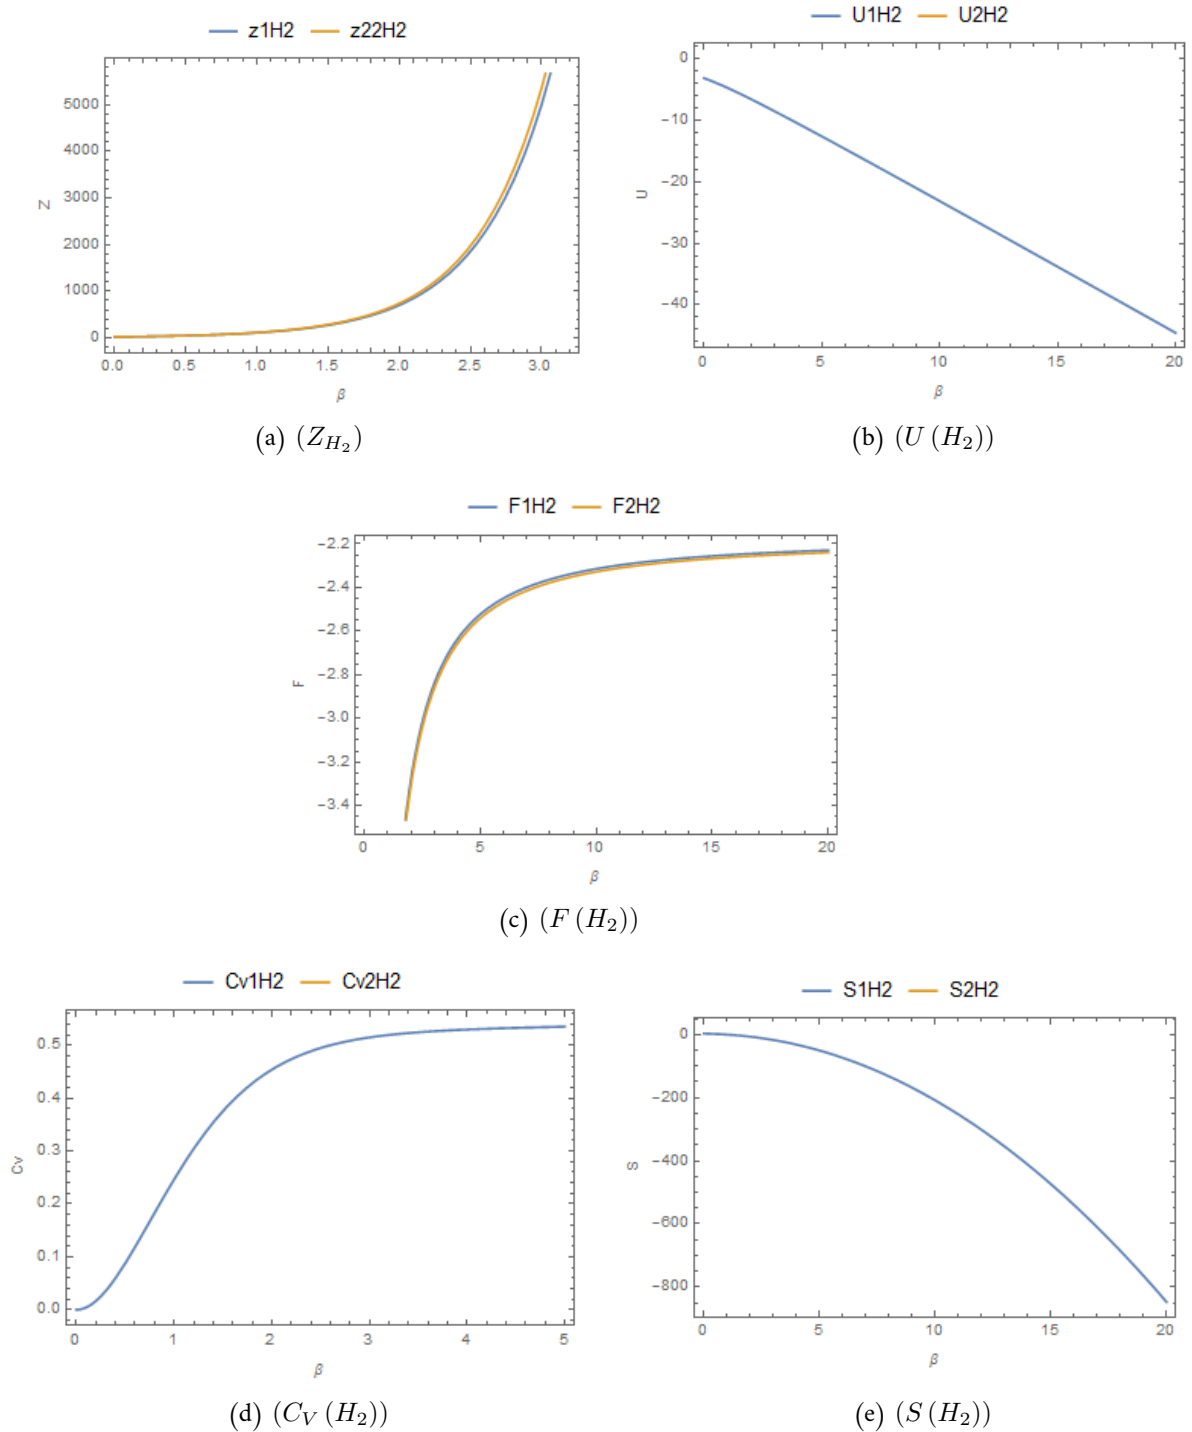 z1H2 z22H2
5000
4000
3000
2000
1000
0
Z
0.0 0.5 1.0 1.5 2.0 2.5 3.0
β
(a) (Z_{H_2})
U1H2 U2H2
0
−10
−20
−30
−40
U
0 5 10 15 20
β
(b) (U (H_2))
F1H2 F2H2
−2.2
−2.4
−2.6
−2.8
−3.0
−3.2
−3.4
F
0 5 10 15 20
β
(c) (F (H_2))
Cv1H2 Cv2H2
0.5
0.4
0.3
0.2
0.1
0.0
Cv
0 1 2 3 4 5
β
(d) (C_V (H_2))
S1H2 S2H2
0
−200
−400
−600
−800
S
0 5 10 15 20
β
(e) (S (H_2))